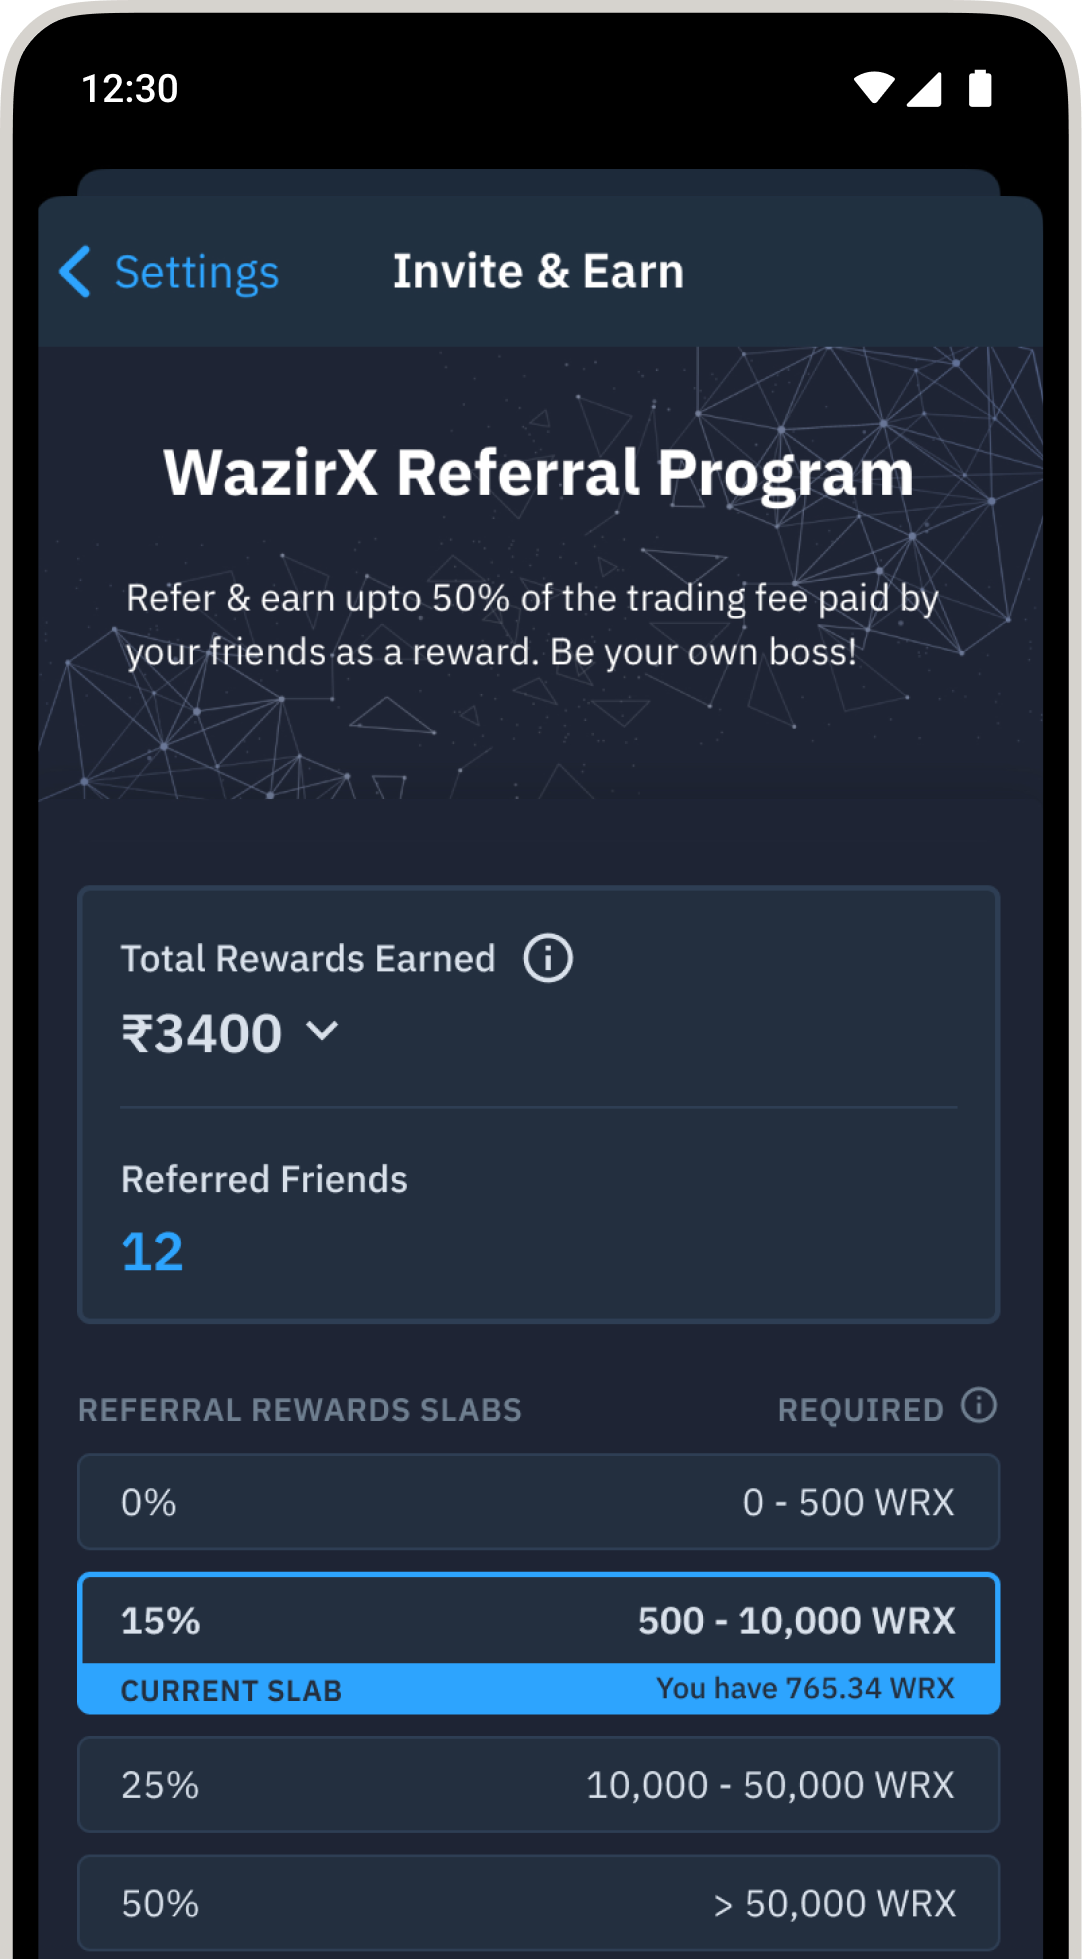 12:30
Settings
Invite & Earn
WazirX Referral Program
Refer & earn upto 50% of the trading fee paid by
your friends as a reward. Be your own boss!
Total Rewards Earned
₹3400
Referred Friends
12
REFERRAL REWARDS SLABS REQUIRED
0% 0 - 500 WRX
15% 500 - 10,000 WRX
CURRENT SLAB You have 765.34 WRX
25% 10,000 - 50,000 WRX
50% > 50,000 WRX